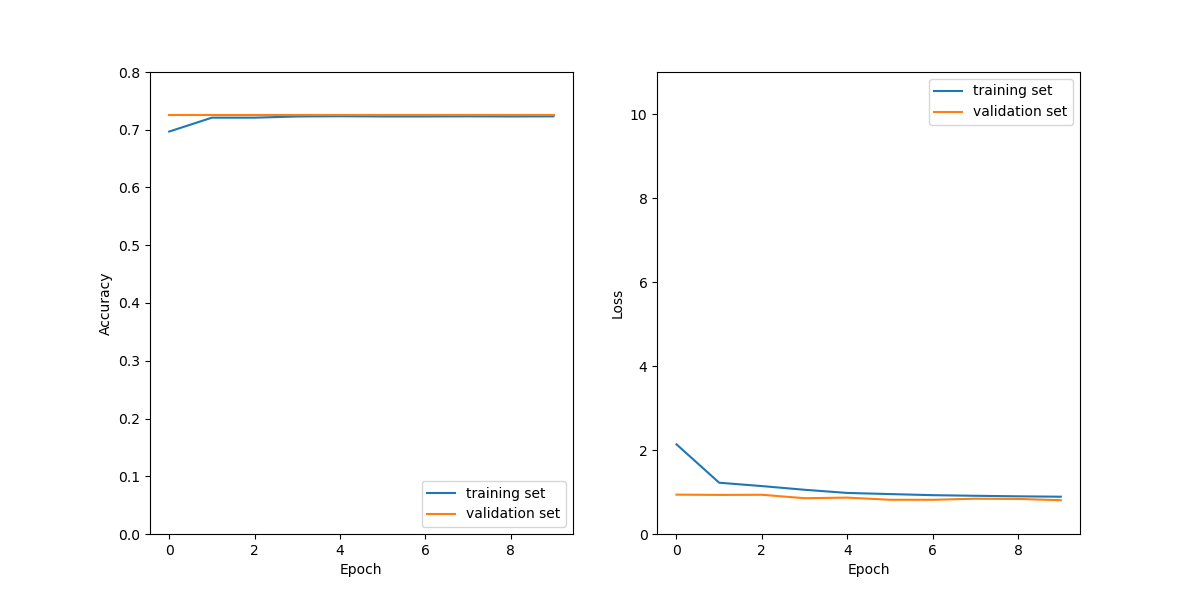 0.8
0.7
0.6
0.5
0.4
0.3
0.2
0.1
0.0
Accuracy
training set
validation set
0 2 4 6 8
Epoch
10
8
6
4
2
0
Loss
training set
validation set
0 2 4 6 8
Epoch